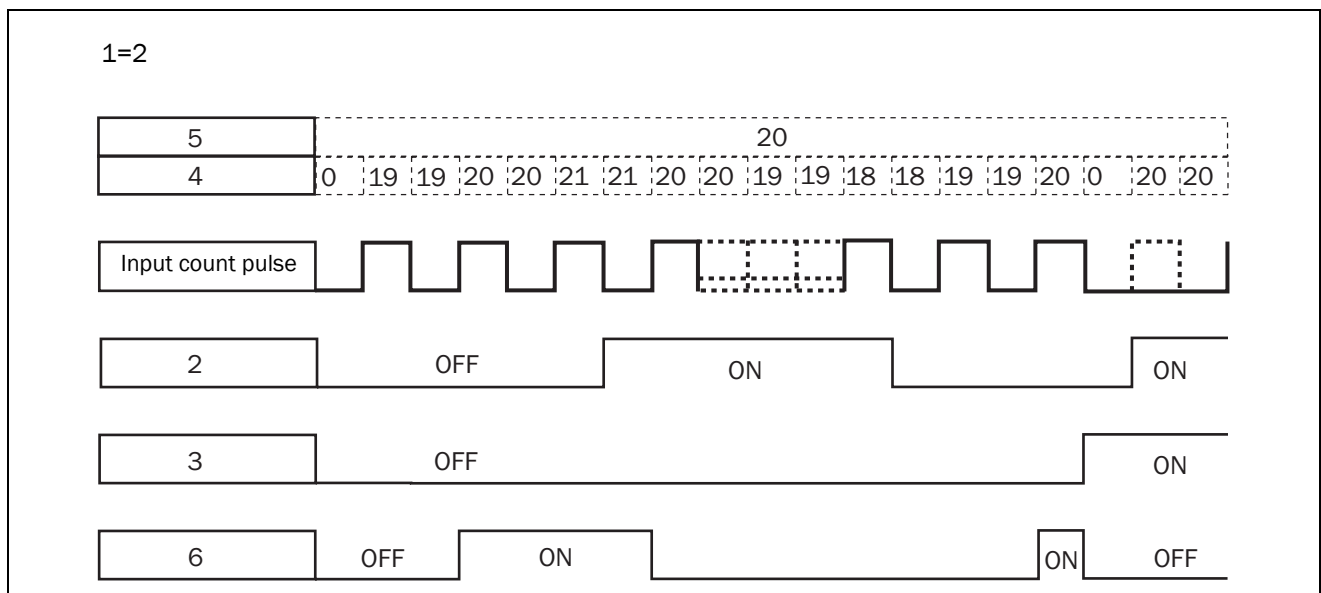 1=2
5 20
4 0 19 19 20 20 21 21 20 20 19 19 18 18 19 19 20 0 20 20
Input count pulse
2 OFF ON ON
3 OFF ON
6 OFF ON ON OFF